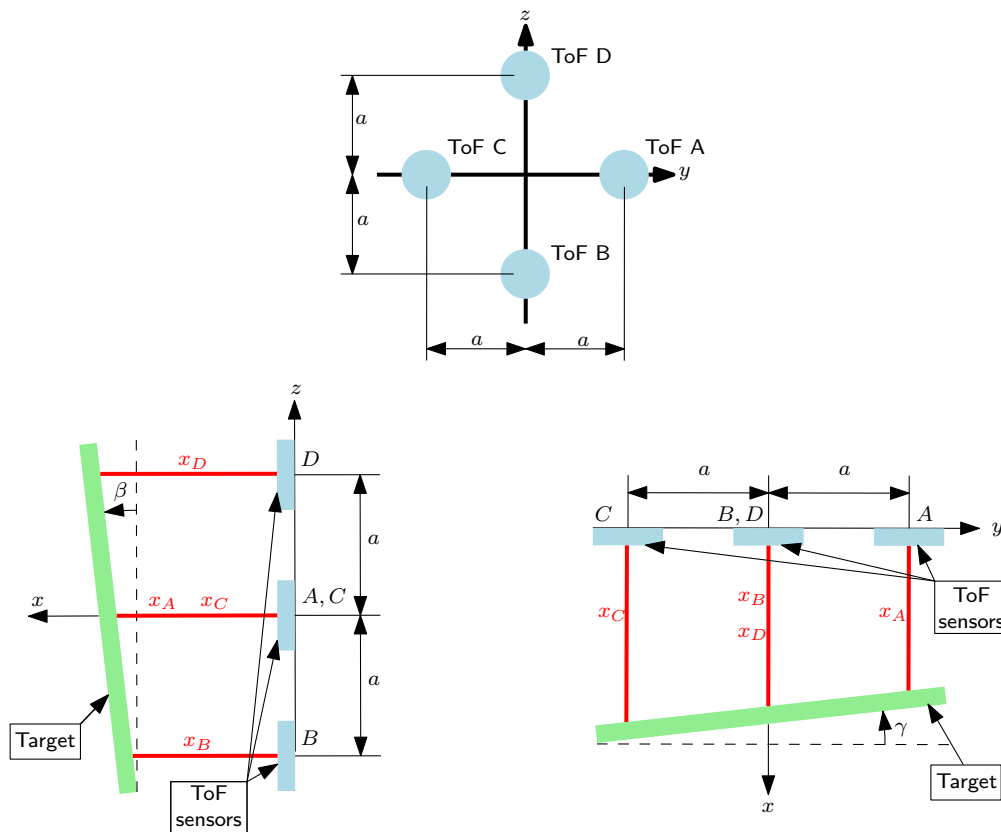 z
ToF D
a
ToF C
ToF A
y
a
ToF B
a
a
z
x_D
D
β
a
x
x_A
x_C
A, C
a
Target
x_B
B
ToF
sensors
a
a
C
B, D
A
y
x_C
x_B
x_D
x_A
ToF
sensors
γ
Target
x